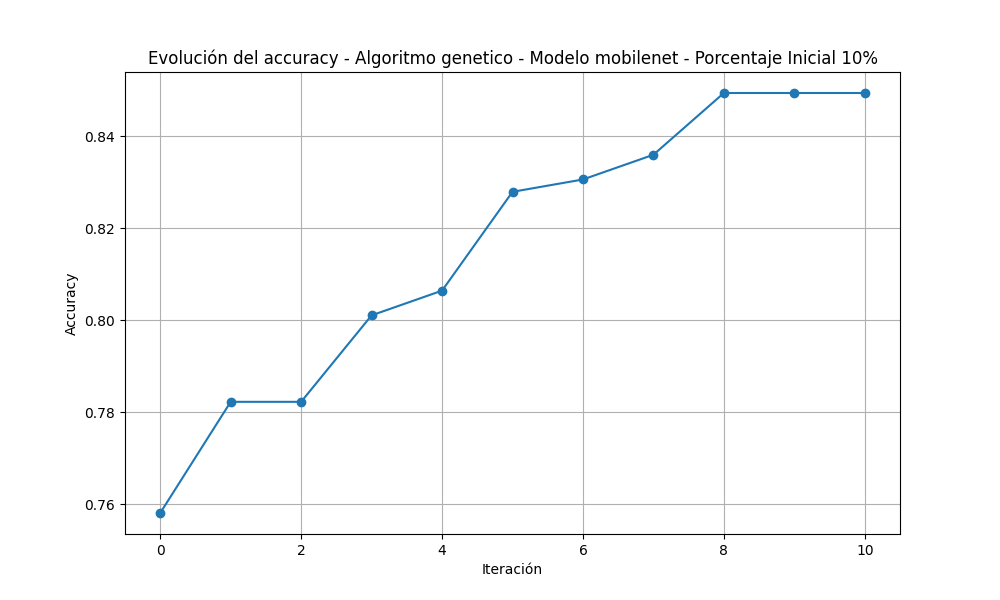 Evolución del accuracy - Algoritmo genetico - Modelo mobilenet - Porcentaje Inicial 10%
0.84
0.82
0.80
0.78
0.76
Accuracy
0 2 4 6 8 10
Iteración